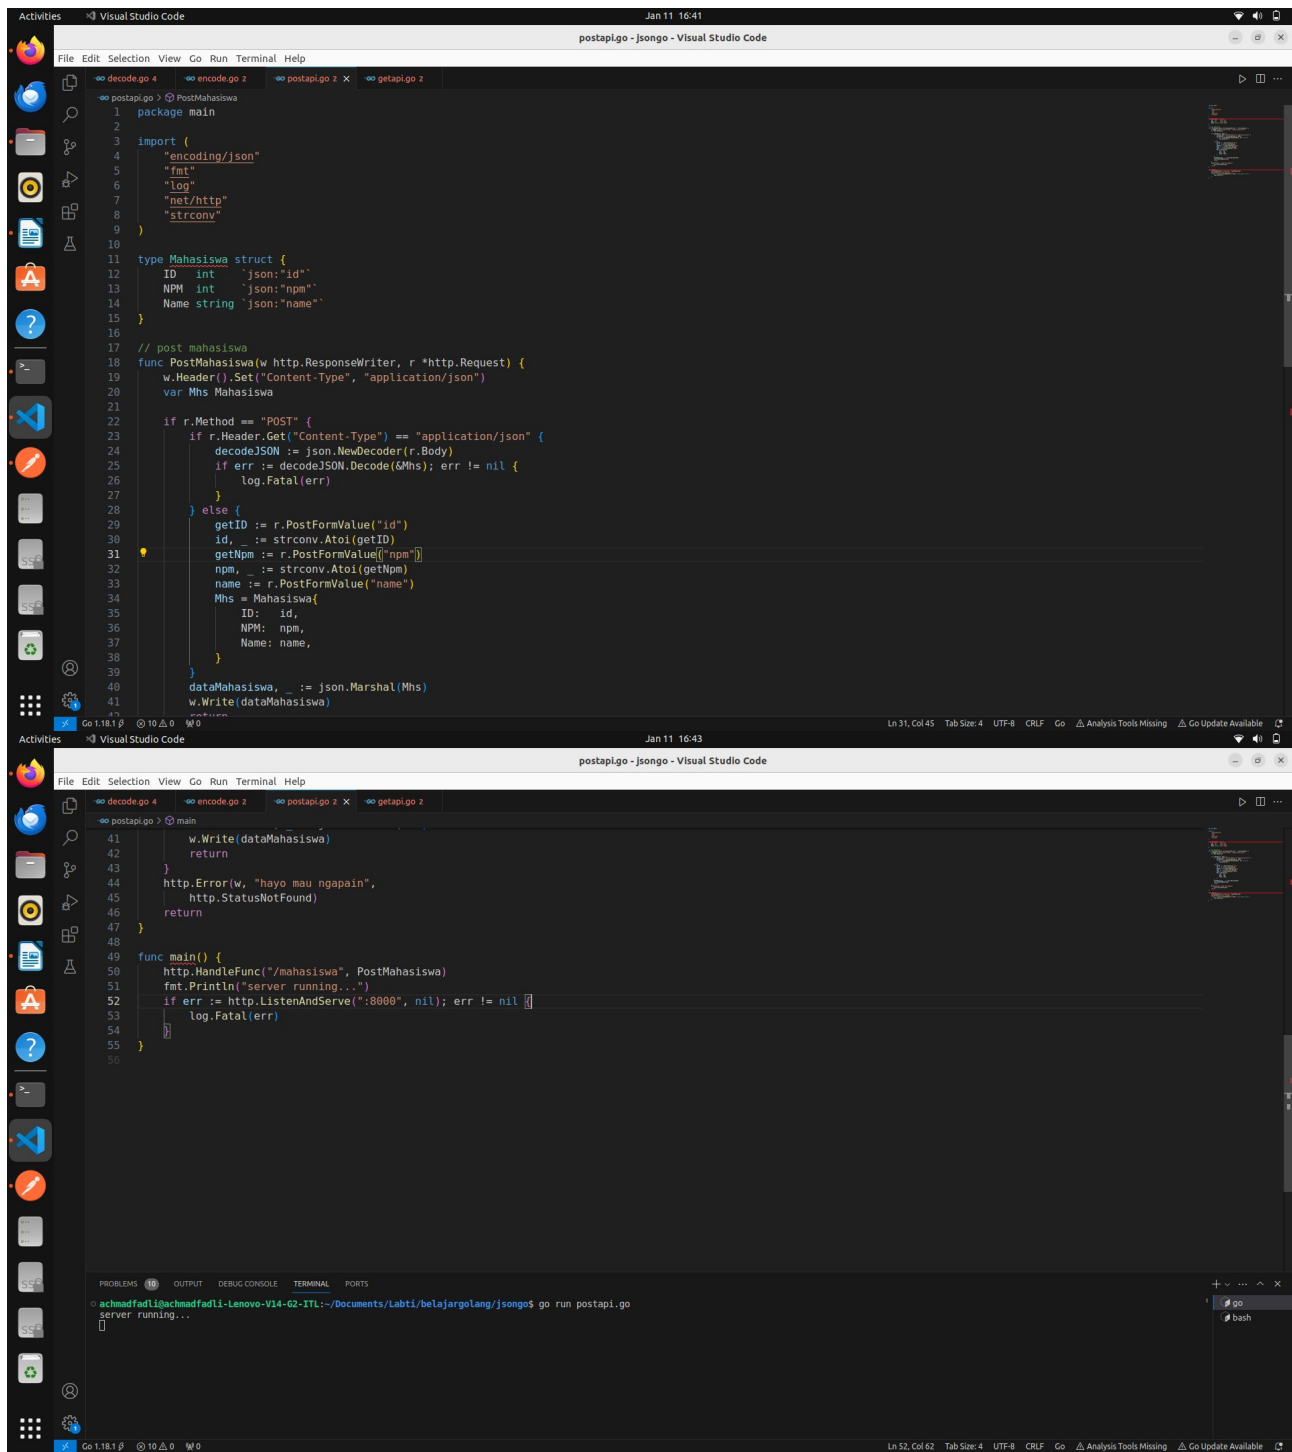 Activities Visual Studio Code Jan 11 16:41
postapi.go - jsongo - Visual Studio Code
File Edit Selection View Go Run Terminal Help
decode.go 4 encode.go 2 postapi.go 2 getapi.go 2
postapi.go > PostMahasiswa
1 package main
2
3 import (
4 "encoding/json"
5 "fmt"
6 "log"
7 "net/http"
8 "strconv"
9 )
10
11 type Mahasiswa struct {
12 ID int `json:"id"`
13 NPM int `json:"npm"`
14 Name string `json:"name"`
15 }
16
17 // post mahasiswa
18 func PostMahasiswa(w http.ResponseWriter, r *http.Request) {
19 w.Header().Set("Content-Type", "application/json")
20 var Mhs Mahasiswa
21
22 if r.Method == "POST" {
23 if r.Header.Get("Content-Type") == "application/json" {
24 decodeJSON := json.NewDecoder(r.Body)
25 if err := decodeJSON.Decode(&Mhs); err != nil {
26 log.Fatal(err)
27 }
28 } else {
29 getID := r.PostFormValue("id")
30 id, _ := strconv.Atoi(getID)
31 getNpm := r.PostFormValue("npm")
32 npm, _ := strconv.Atoi(getNpm)
33 name := r.PostFormValue("name")
34 Mhs = Mahasiswa{
35 ID: id,
36 NPM: npm,
37 Name: name,
38 }
39 }
40 dataMahasiswa, _ := json.Marshal(Mhs)
41 w.Write(dataMahasiswa)
42 return
Go 1.18.1 10 0 0 Ln 31, Col 45 Tab Size: 4 UTF-8 CRLF Go Analysis Tools Missing Go Update Available
Activities Visual Studio Code Jan 11 16:43
postapi.go - jsongo - Visual Studio Code
File Edit Selection View Go Run Terminal Help
decode.go 4 encode.go 2 postapi.go 2 getapi.go 2
postapi.go > main
41 w.Write(dataMahasiswa)
42 return
43 }
44 http.Error(w, "hayo mau ngapain",
45 http.StatusNotFound)
46 return
47 }
48
49 func main() {
50 http.HandleFunc("/mahasiswa", PostMahasiswa)
51 fmt.Println("server running...")
52 if err := http.ListenAndServe(":8000", nil); err != nil {
53 log.Fatal(err)
54 }
55 }
56
PROBLEMS 10 OUTPUT DEBUG CONSOLE TERMINAL PORTS
achmadfadli@achmadfadli-Lenovo-V14-G2-ITL:~/Documents/Labti/belajargolang/jsongo$ go run postapi.go
server running...
go
bash
Go 1.18.1 10 0 0 Ln 52, Col 62 Tab Size: 4 UTF-8 CRLF Go Analysis Tools Missing Go Update Available